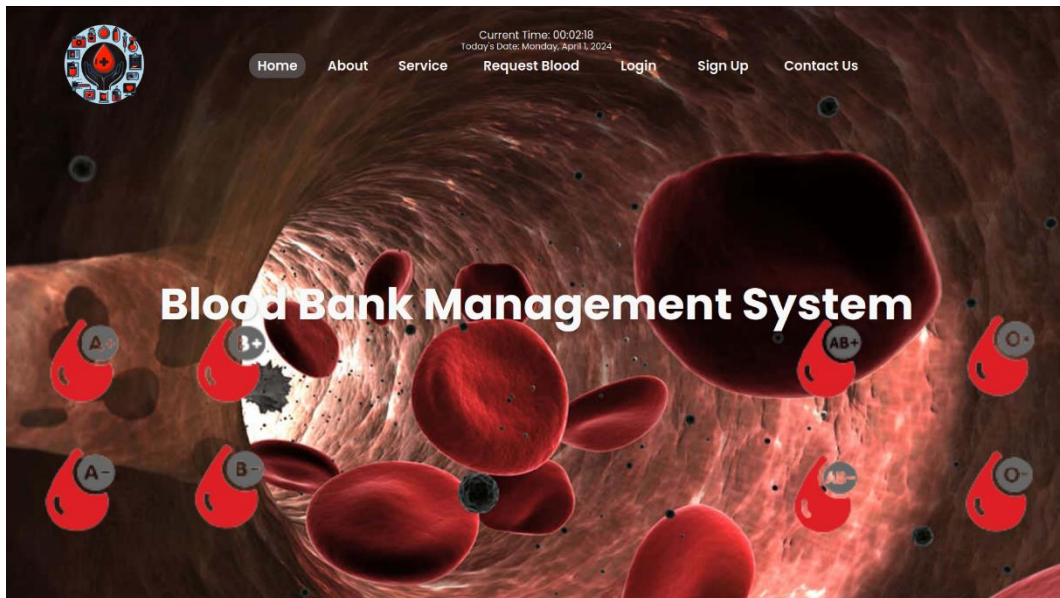 Current Time: 00:02:18
Today's Date: Monday, April 1, 2024
Home About Service Request Blood Login Sign Up Contact Us
Blood Bank Management System
A+ B+ AB+ O+
A- B- AB- O-